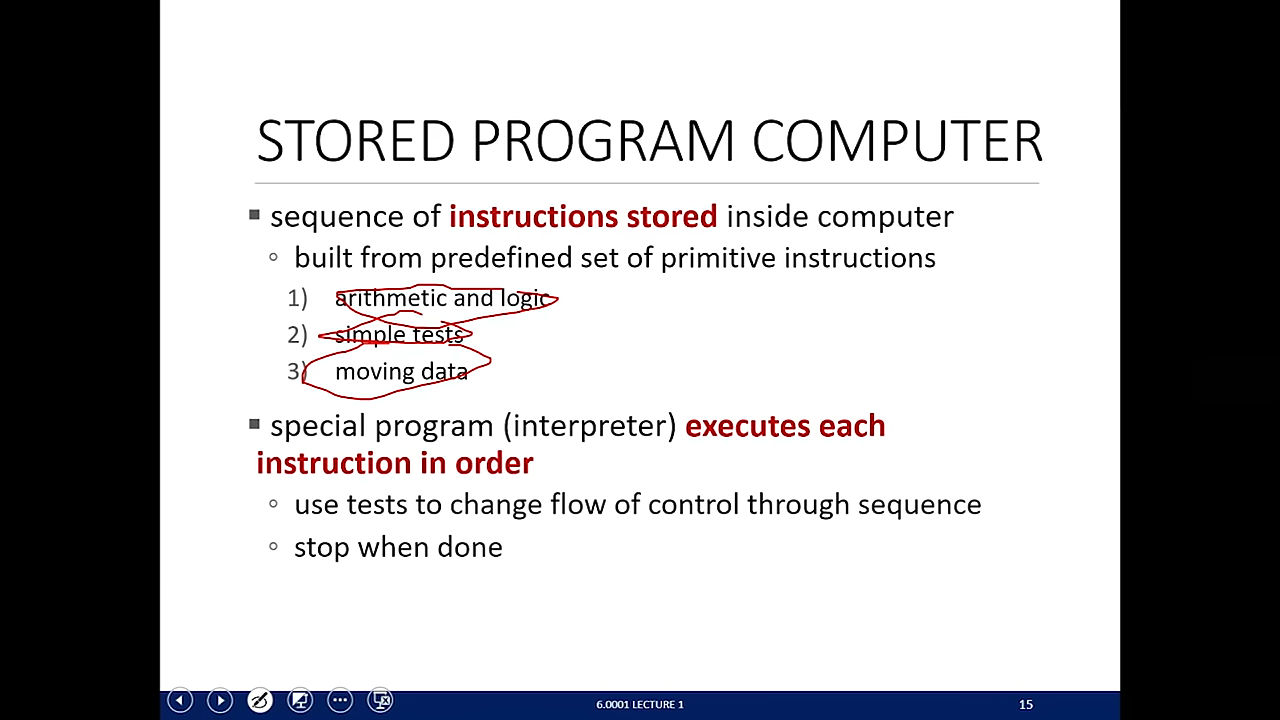 STORED PROGRAM COMPUTER
▪ sequence of instructions stored inside computer
◦ built from predefined set of primitive instructions
1) arithmetic and logic
2) simple tests
3) moving data
▪ special program (interpreter) executes each
instruction in order
◦ use tests to change flow of control through sequence
◦ stop when done
6.0001 LECTURE 1
15